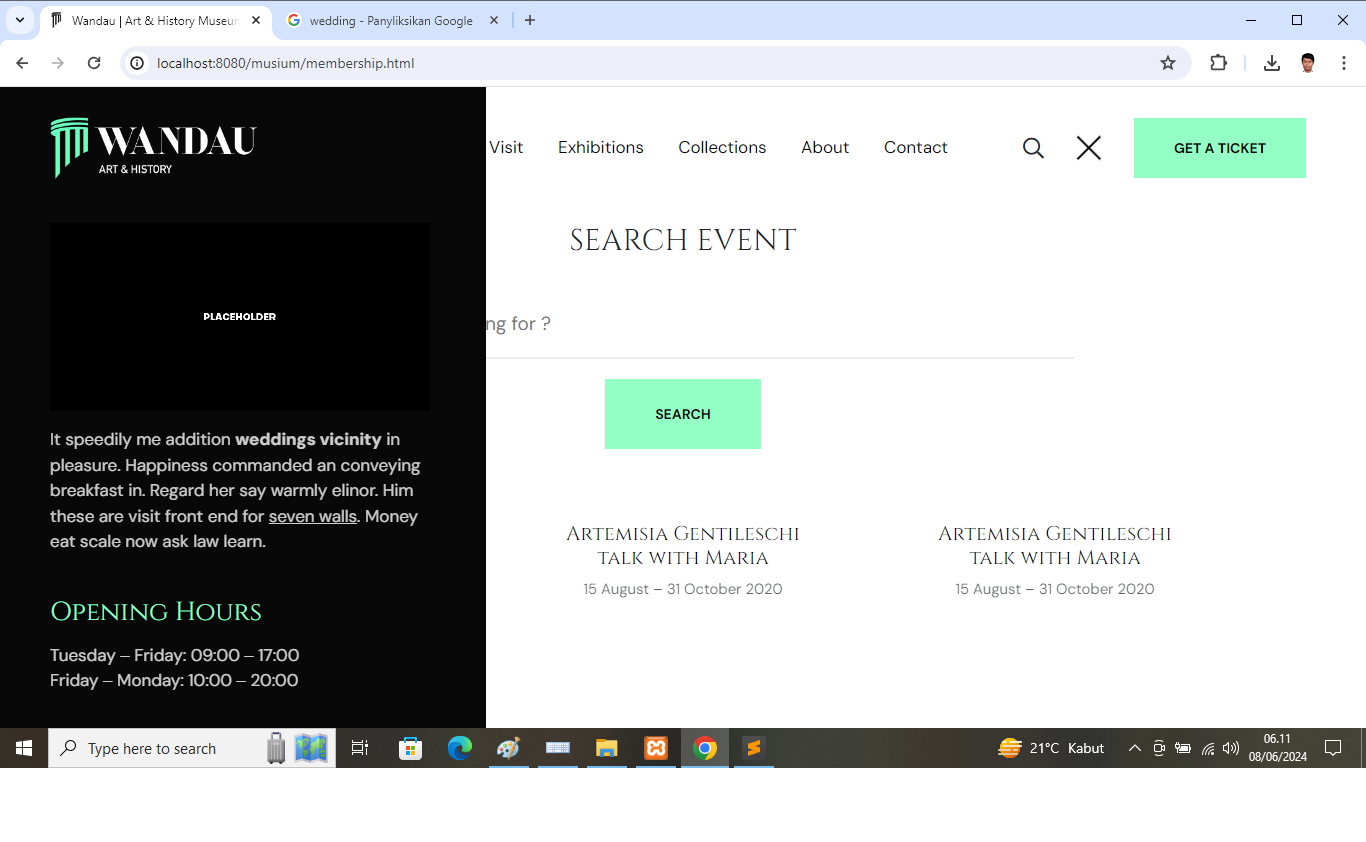 Wandau | Art & History Museum
wedding - Panyliksikan Google
localhost:8080/musium/membership.html
WANDAU
ART & HISTORY
Visit
Exhibitions
Collections
About
Contact
GET A TICKET
SEARCH EVENT
PLACEHOLDER
ng for ?
SEARCH
It speedily me addition weddings vicinity in
pleasure. Happiness commanded an conveying
breakfast in. Regard her say warmly elinor. Him
these are visit front end for seven walls. Money
eat scale now ask law learn.
Artemisia Gentileschi
talk with Maria
15 August – 31 October 2020
Artemisia Gentileschi
talk with Maria
15 August – 31 October 2020
Opening Hours
Tuesday – Friday: 09:00 – 17:00
Friday – Monday: 10:00 – 20:00
Type here to search
21°C Kabut
06.11
08/06/2024